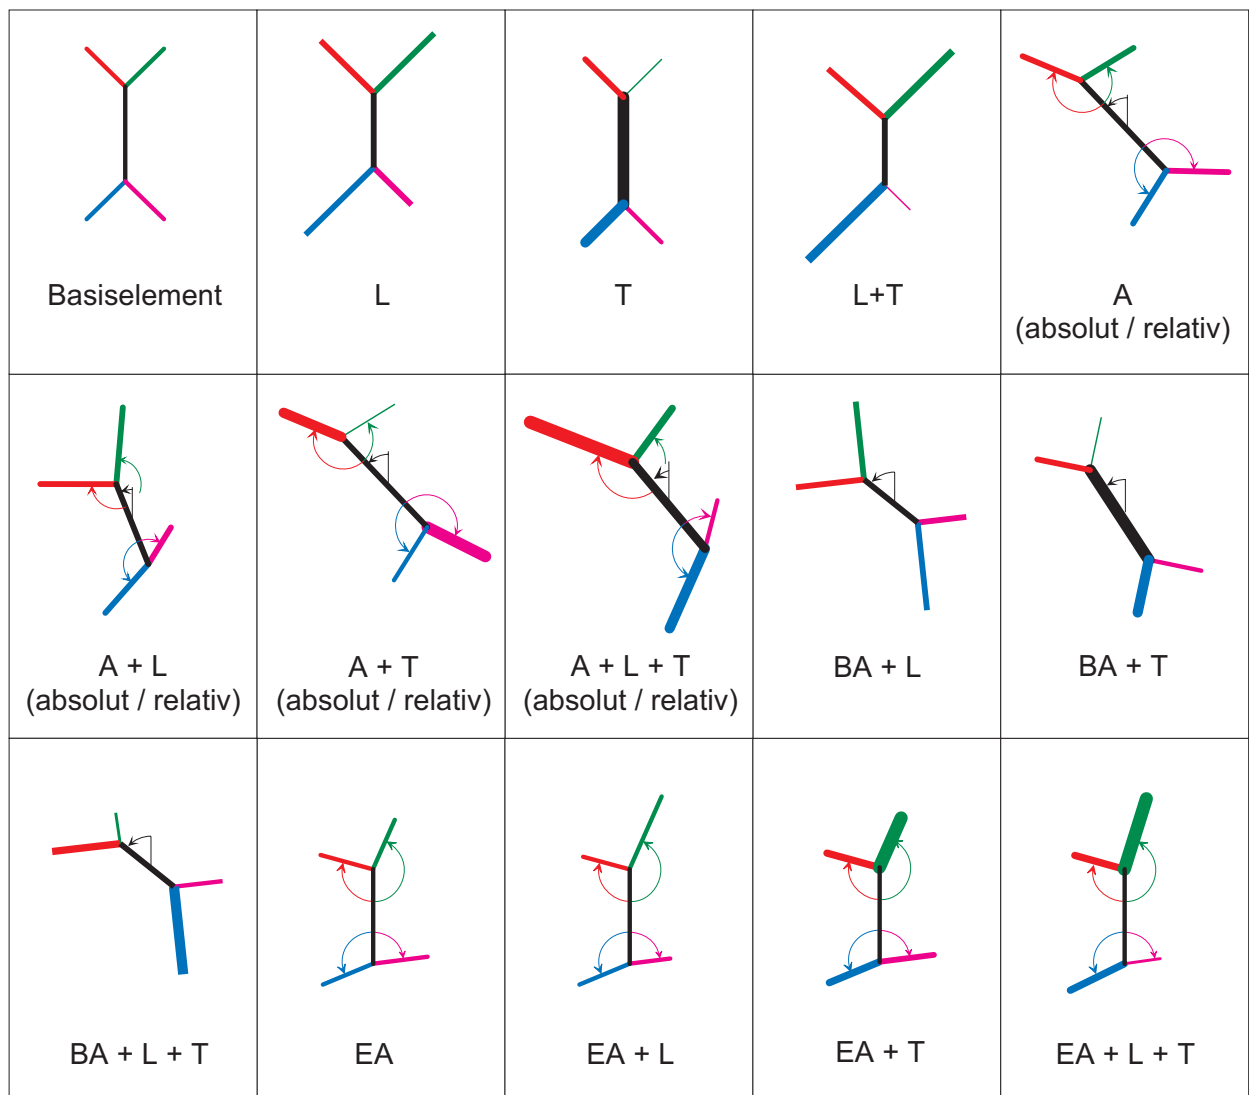 Basiselement
L
T
L+T
A
(absolut / relativ)
A + L
(absolut / relativ)
A + T
(absolut / relativ)
A + L + T
(absolut / relativ)
BA + L
BA + T
BA + L + T
EA
EA + L
EA + T
EA + L + T